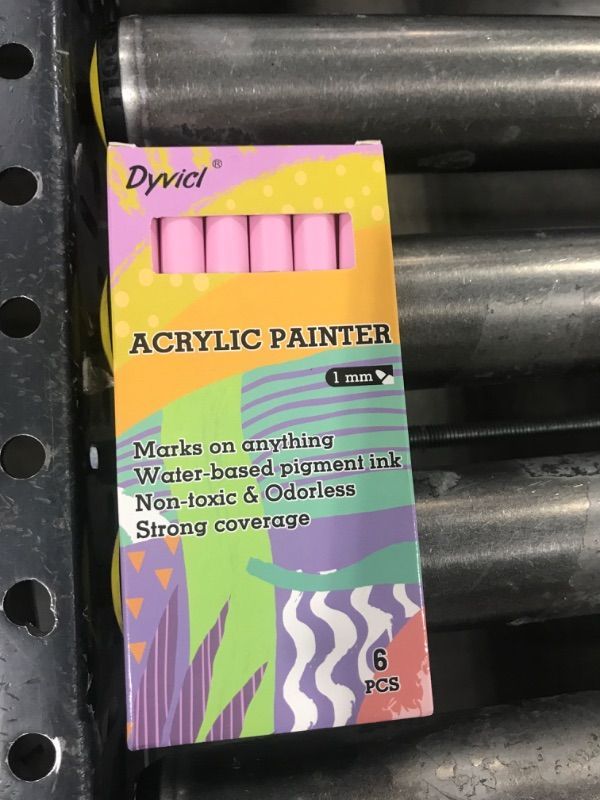 Dyvicl ®
ACRYLIC PAINTER
1 mm
Marks on anything
Water-based pigment ink
Non-toxic & Odorless
Strong coverage
6
PCS